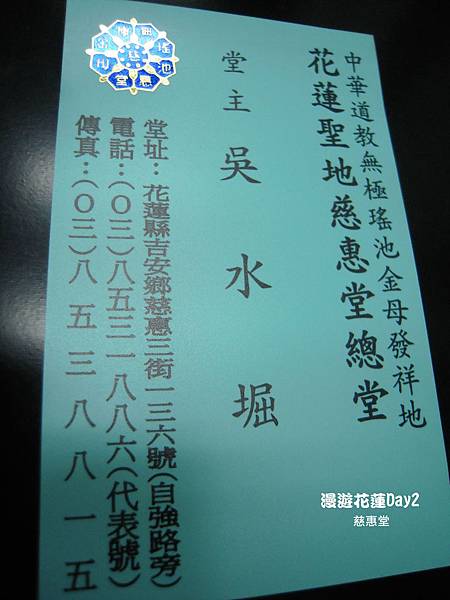 中華道教無極瑤池金母發祥地
花蓮聖地慈惠堂總堂
堂主 吳水堀
堂址：花蓮縣吉安鄉慈惠三街一三六號(自強路旁)
電話：(０三)八五三一八八六(代表號)
傳真：(０三)八五三八八一五
漫遊花蓮Day2
慈惠堂